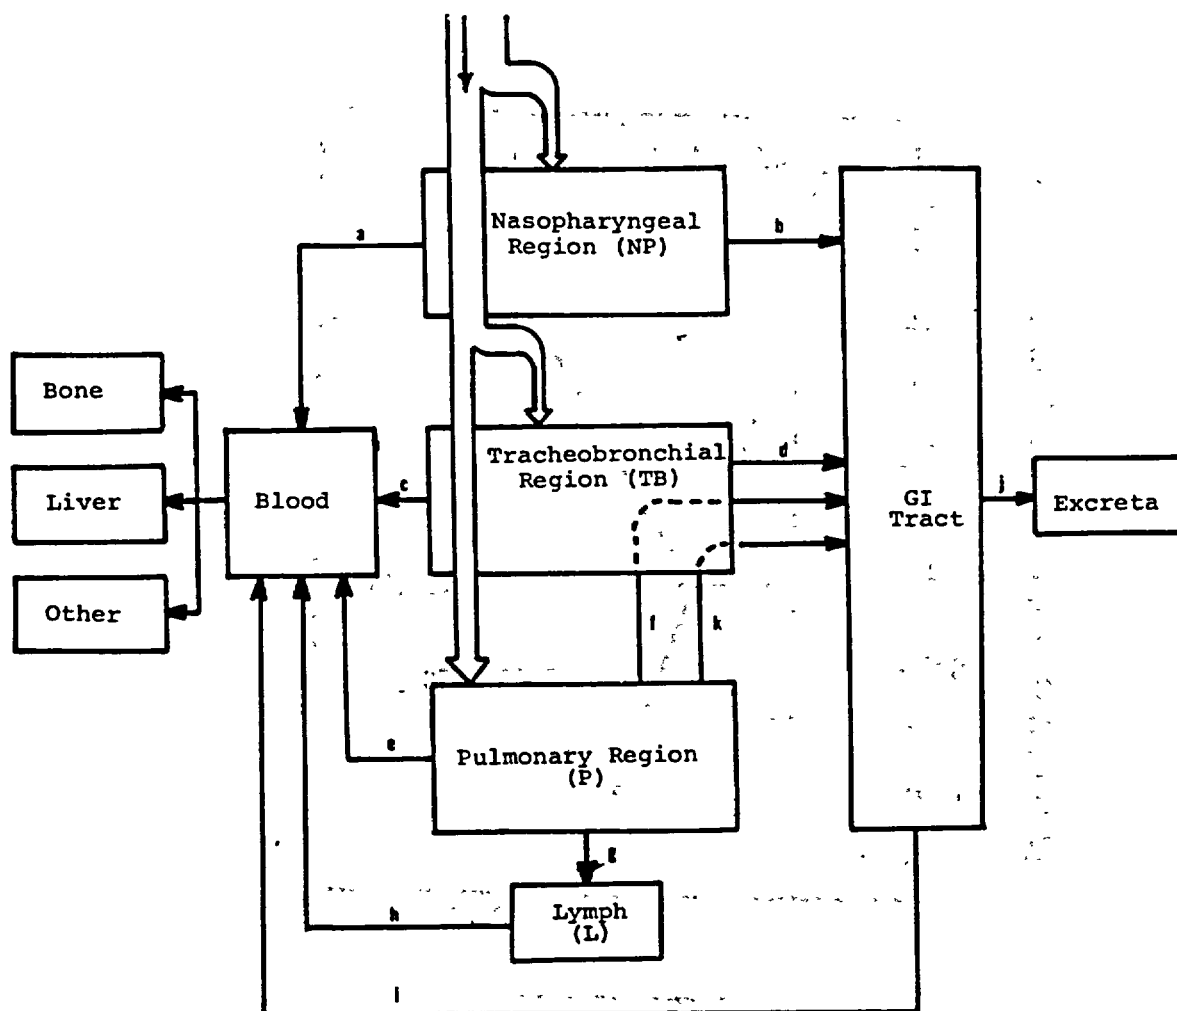 Nasopharyngeal
Region (NP)
a
b
Bone
Liver
Other
Blood
c
Tracheobronchial
Region (TB)
d
GI
Tract
j
Excreta
f
k
e
Pulmonary Region
(P)
g
Lymph
(L)
h
i